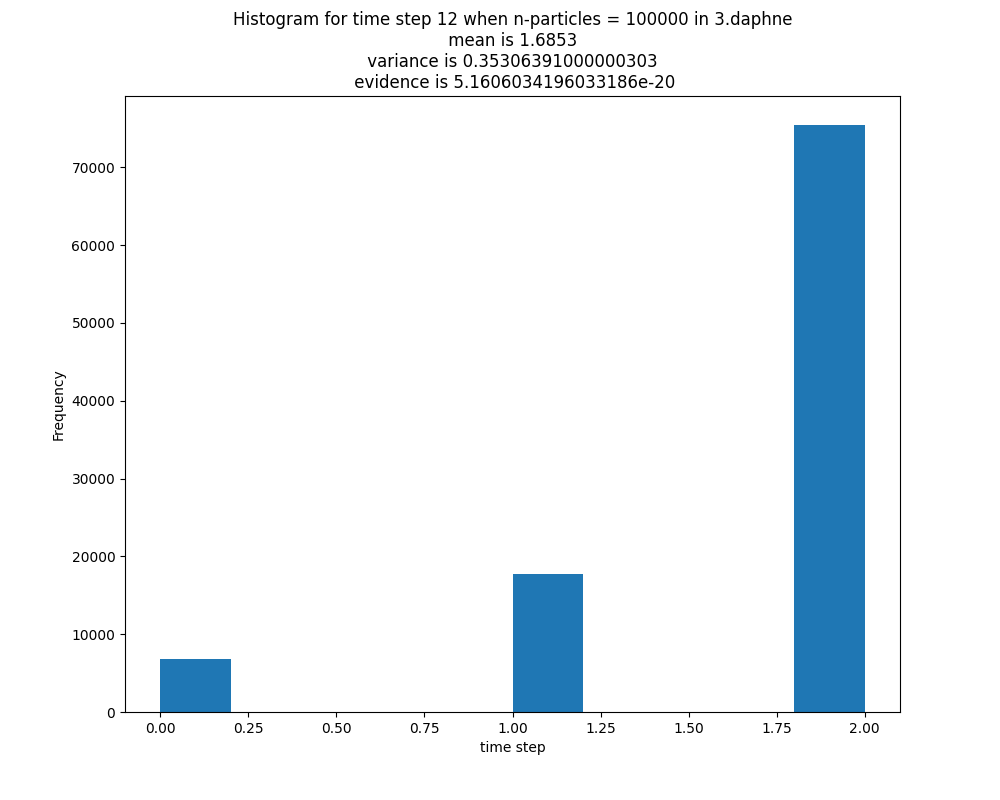 Histogram for time step 12 when n-particles = 100000 in 3.daphne
mean is 1.6853
variance is 0.35306391000000303
evidence is 5.1606034196033186e-20
70000
60000
50000
40000
30000
20000
10000
0
Frequency
0.00 0.25 0.50 0.75 1.00 1.25 1.50 1.75 2.00
time step